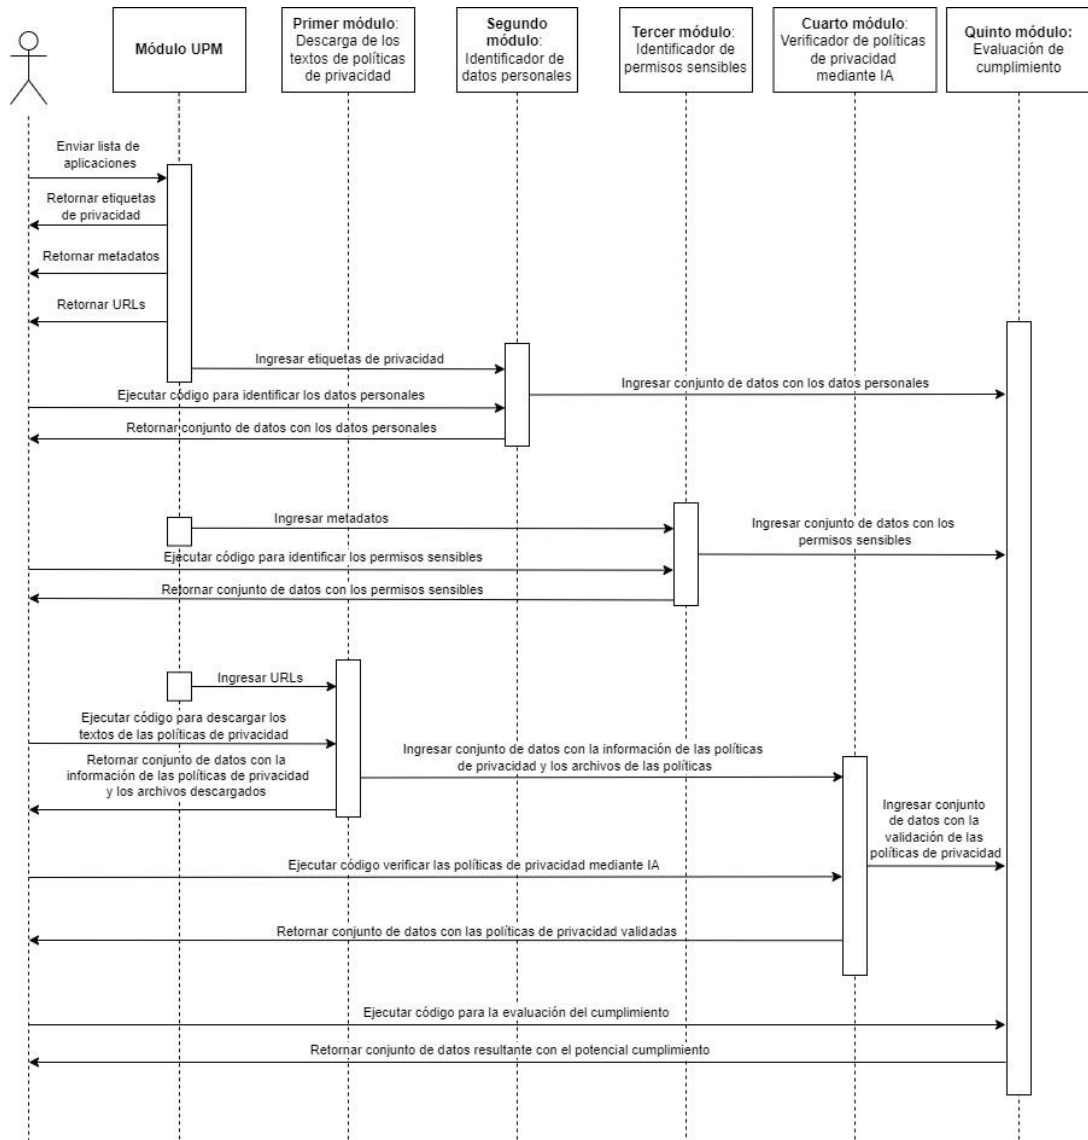 Módulo UPM
Primer módulo:
Descarga de los
textos de políticas
de privacidad
Segundo
módulo:
Identificador de
datos personales
Tercer módulo:
Identificador de
permisos sensibles
Cuarto módulo:
Verificador de políticas
de privacidad
mediante IA
Quinto módulo:
Evaluación de
cumplimiento
Enviar lista de
aplicaciones
Retornar etiquetas
de privacidad
Retornar metadatos
Retornar URLs
Ingresar etiquetas de privacidad
Ingresar conjunto de datos con los datos personales
Ejecutar código para identificar los datos personales
Retornar conjunto de datos con los datos personales
Ingresar metadatos
Ingresar conjunto de datos con los
permisos sensibles
Ejecutar código para identificar los permisos sensibles
Retornar conjunto de datos con los permisos sensibles
Ingresar URLs
Ejecutar código para descargar los
textos de las políticas de privacidad
Retornar conjunto de datos con la
información de las políticas de privacidad
y los archivos descargados
Ingresar conjunto de datos con la información de las políticas
de privacidad y los archivos de las políticas
Ingresar conjunto
de datos con la
validación de las
políticas de privacidad
Ejecutar código verificar las políticas de privacidad mediante IA
Retornar conjunto de datos con las políticas de privacidad validadas
Ejecutar código para la evaluación del cumplimiento
Retornar conjunto de datos resultante con el potencial cumplimiento